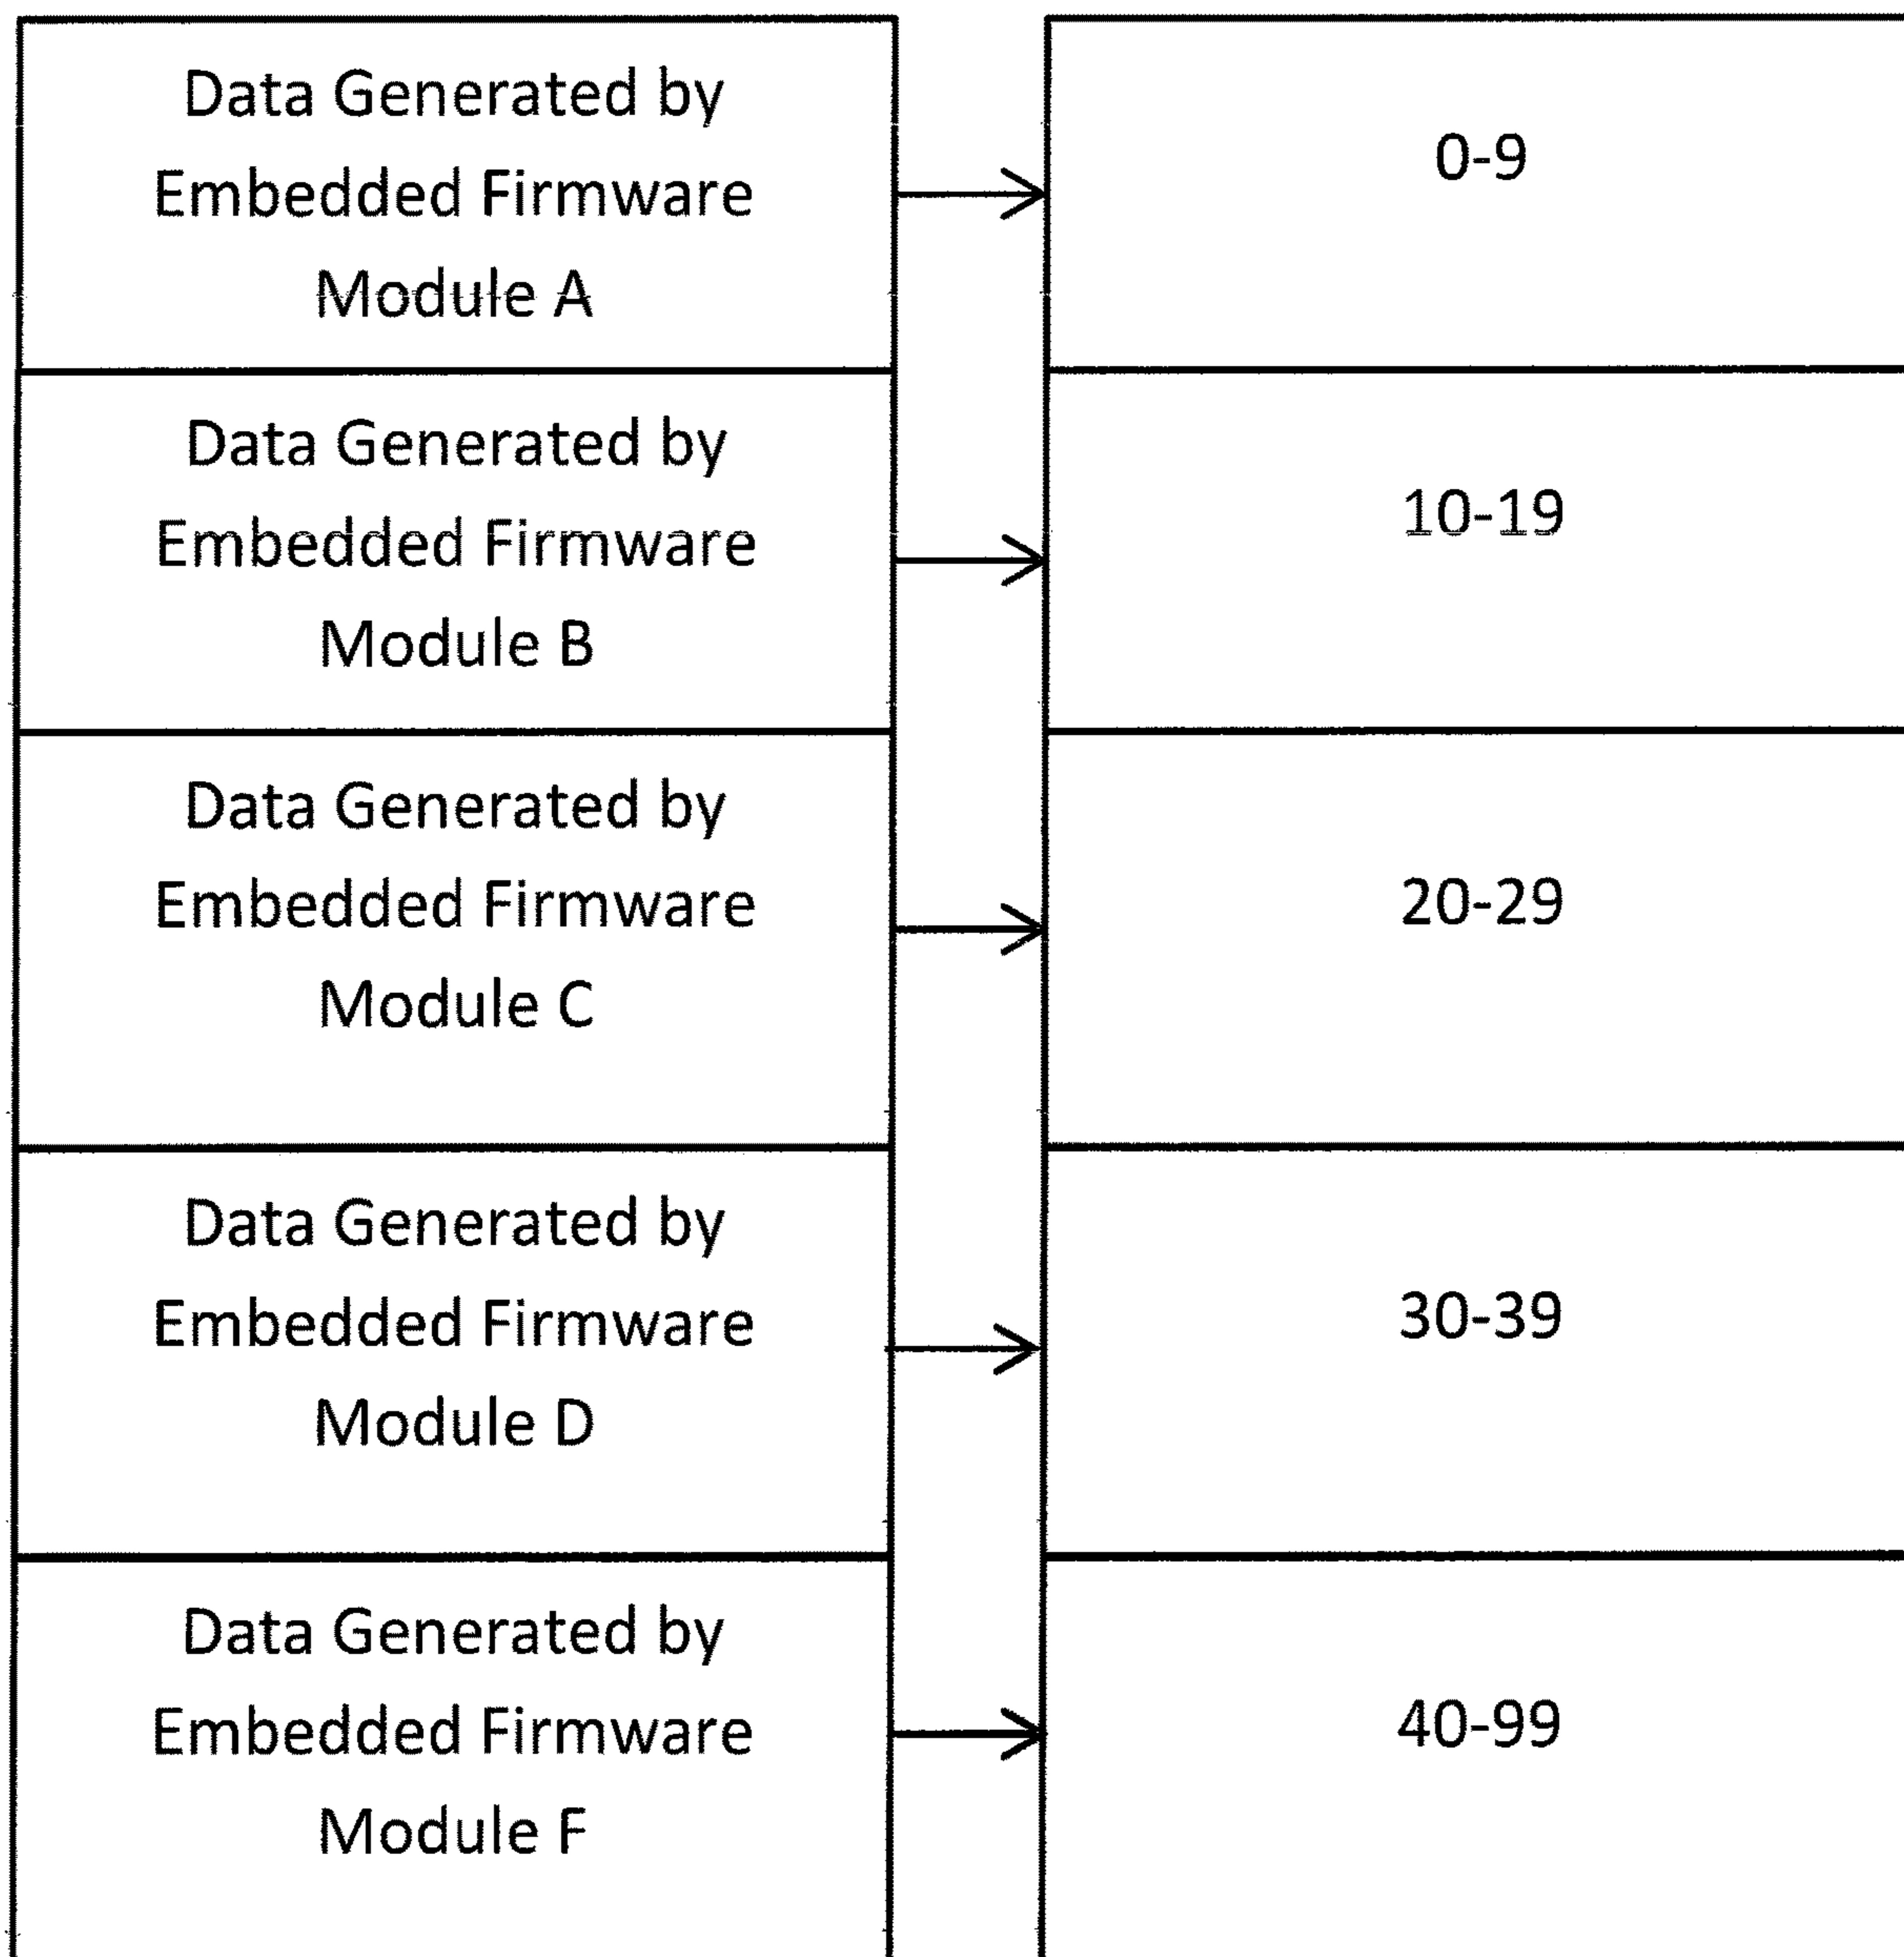 Data Generated by
Embedded Firmware
Module A
0-9
Data Generated by
Embedded Firmware
Module B
10-19
Data Generated by
Embedded Firmware
Module C
20-29
Data Generated by
Embedded Firmware
Module D
30-39
Data Generated by
Embedded Firmware
Module F
40-99